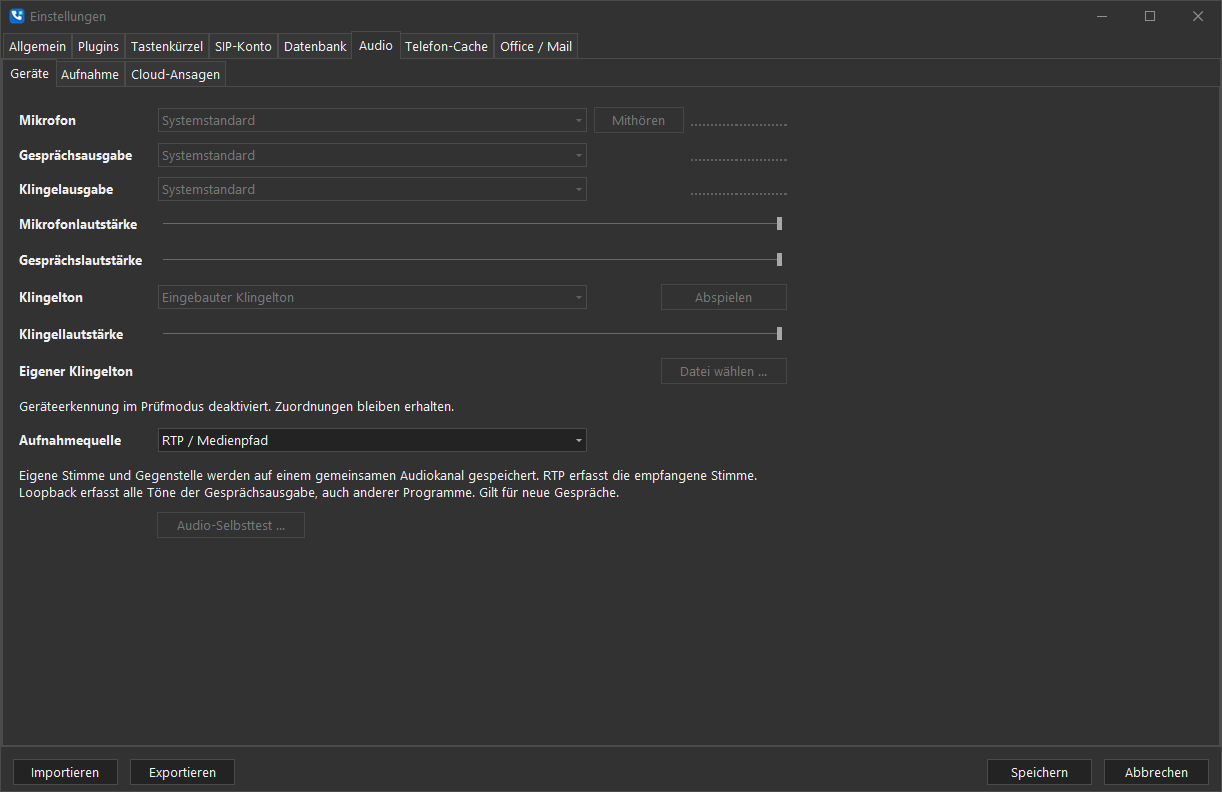 Einstellungen
Allgemein Plugins Tastenkürzel SIP-Konto Datenbank Audio Telefon-Cache Office / Mail
Geräte Aufnahme Cloud-Ansagen
Mikrofon Systemstandard Mithören
Gesprächsausgabe Systemstandard
Klingelausgabe Systemstandard
Mikrofonlautstärke
Gesprächslautstärke
Klingelton Eingebauter Klingelton Abspielen
Klingellautstärke
Eigener Klingelton Datei wählen ...
Geräteerkennung im Prüfmodus deaktiviert. Zuordnungen bleiben erhalten.
Aufnahmequelle RTP / Medienpfad
Eigene Stimme und Gegenstelle werden auf einem gemeinsamen Audiokanal gespeichert. RTP erfasst die empfangene Stimme.
Loopback erfasst alle Töne der Gesprächsausgabe, auch anderer Programme. Gilt für neue Gespräche.
Audio-Selbsttest ...
Importieren Exportieren Speichern Abbrechen